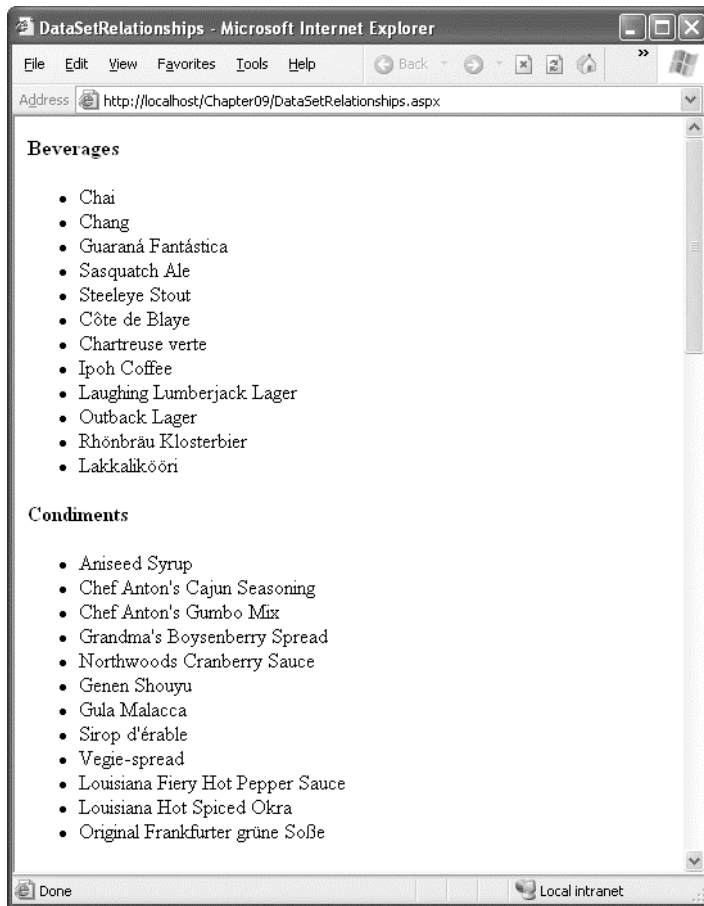 DataSetRelationships - Microsoft Internet Explorer
File Edit View Favorites Tools Help Back »
Address http://localhost/Chapter09/DataSetRelationships.aspx
Beverages
• Chai
• Chang
• Guaraná Fantástica
• Sasquatch Ale
• Steeleye Stout
• Côte de Blaye
• Chartreuse verte
• Ipoh Coffee
• Laughing Lumberjack Lager
• Outback Lager
• Rhönbräu Klosterbier
• Lakkalikööri
Condiments
• Aniseed Syrup
• Chef Anton's Cajun Seasoning
• Chef Anton's Gumbo Mix
• Grandma's Boysenberry Spread
• Northwoods Cranberry Sauce
• Genen Shouyu
• Gula Malacca
• Sirop d'érable
• Vegie-spread
• Louisiana Fiery Hot Pepper Sauce
• Louisiana Hot Spiced Okra
• Original Frankfurter grüne Soße
Done Local intranet